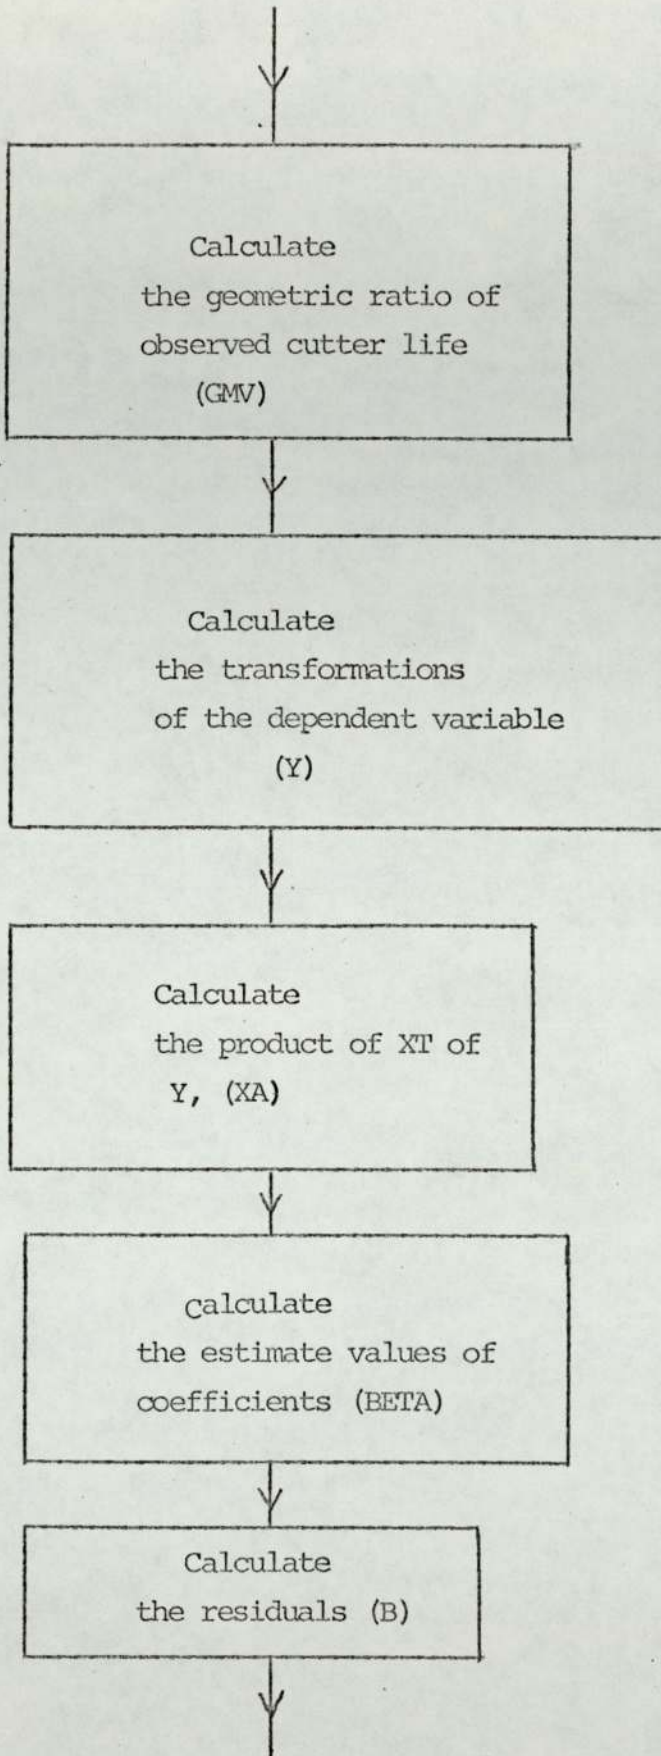 Calculate
the geometric ratio of
observed cutter life
(GMV)
Calculate
the transformations
of the dependent variable
(Y)
Calculate
the product of XT of
Y, (XA)
Calculate
the estimate values of
coefficients (BETA)
Calculate
the residuals (B)